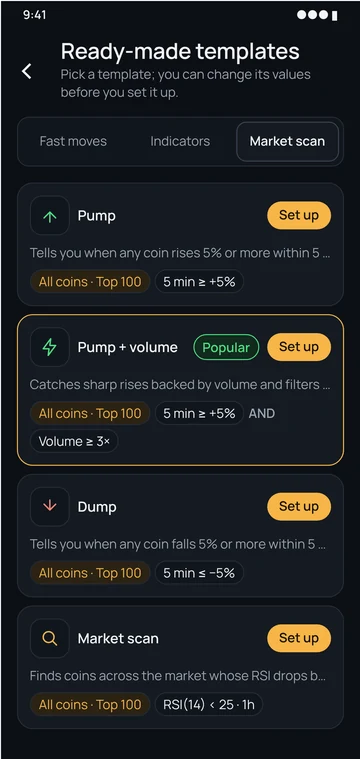 9:41
Ready-made templates
Pick a template; you can change its values
before you set it up.
Fast moves Indicators Market scan
Pump Set up
Tells you when any coin rises 5% or more within 5 ...
All coins · Top 100 5 min ≥ +5%
Pump + volume Popular Set up
Catches sharp rises backed by volume and filters ...
All coins · Top 100 5 min ≥ +5% AND
Volume ≥ 3×
Dump Set up
Tells you when any coin falls 5% or more within 5 ...
All coins · Top 100 5 min ≤ −5%
Market scan Set up
Finds coins across the market whose RSI drops b...
All coins · Top 100 RSI(14) < 25 · 1h